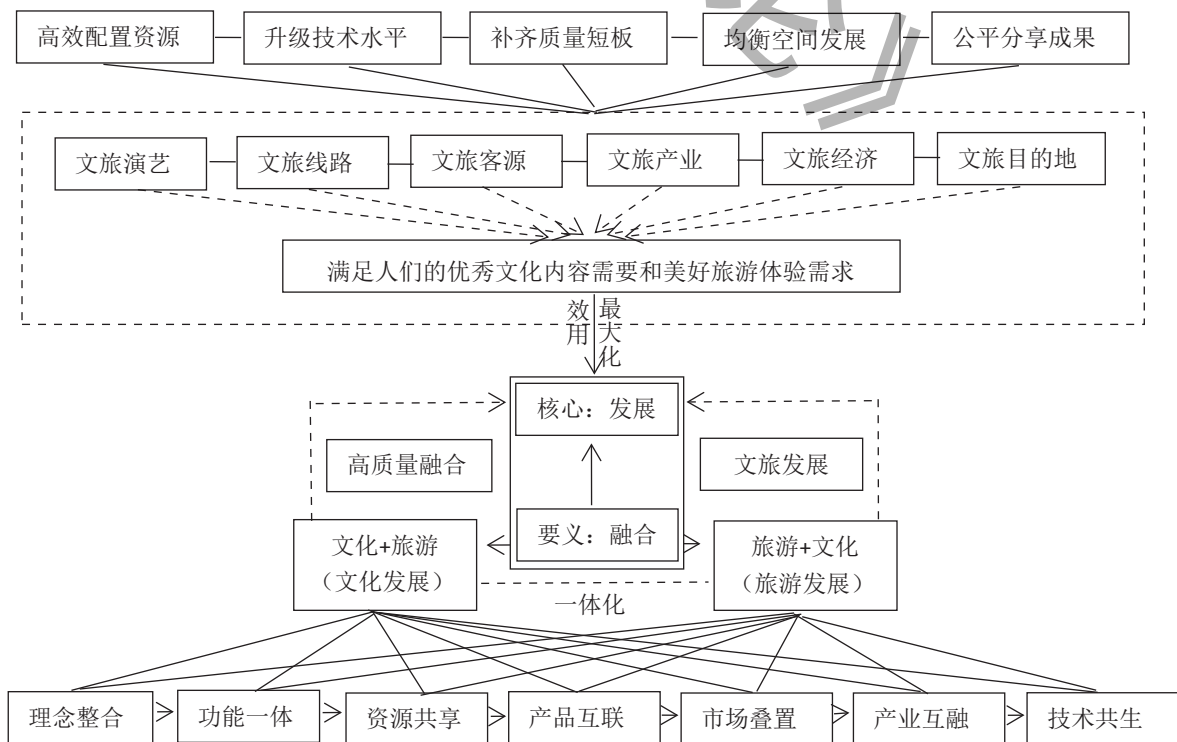 高效配置资源
升级技术水平
补齐质量短板
均衡空间发展
公平分享成果
文旅演艺
文旅线路
文旅客源
文旅产业
文旅经济
文旅目的地
满足人们的优秀文化内容需要和美好旅游体验需求
效用
最大化
核心：发展
高质量融合
文旅发展
要义：融合
文化+旅游
（文化发展）
旅游+文化
（旅游发展）
一体化
理念整合
功能一体
资源共享
产品互联
市场叠置
产业互融
技术共生